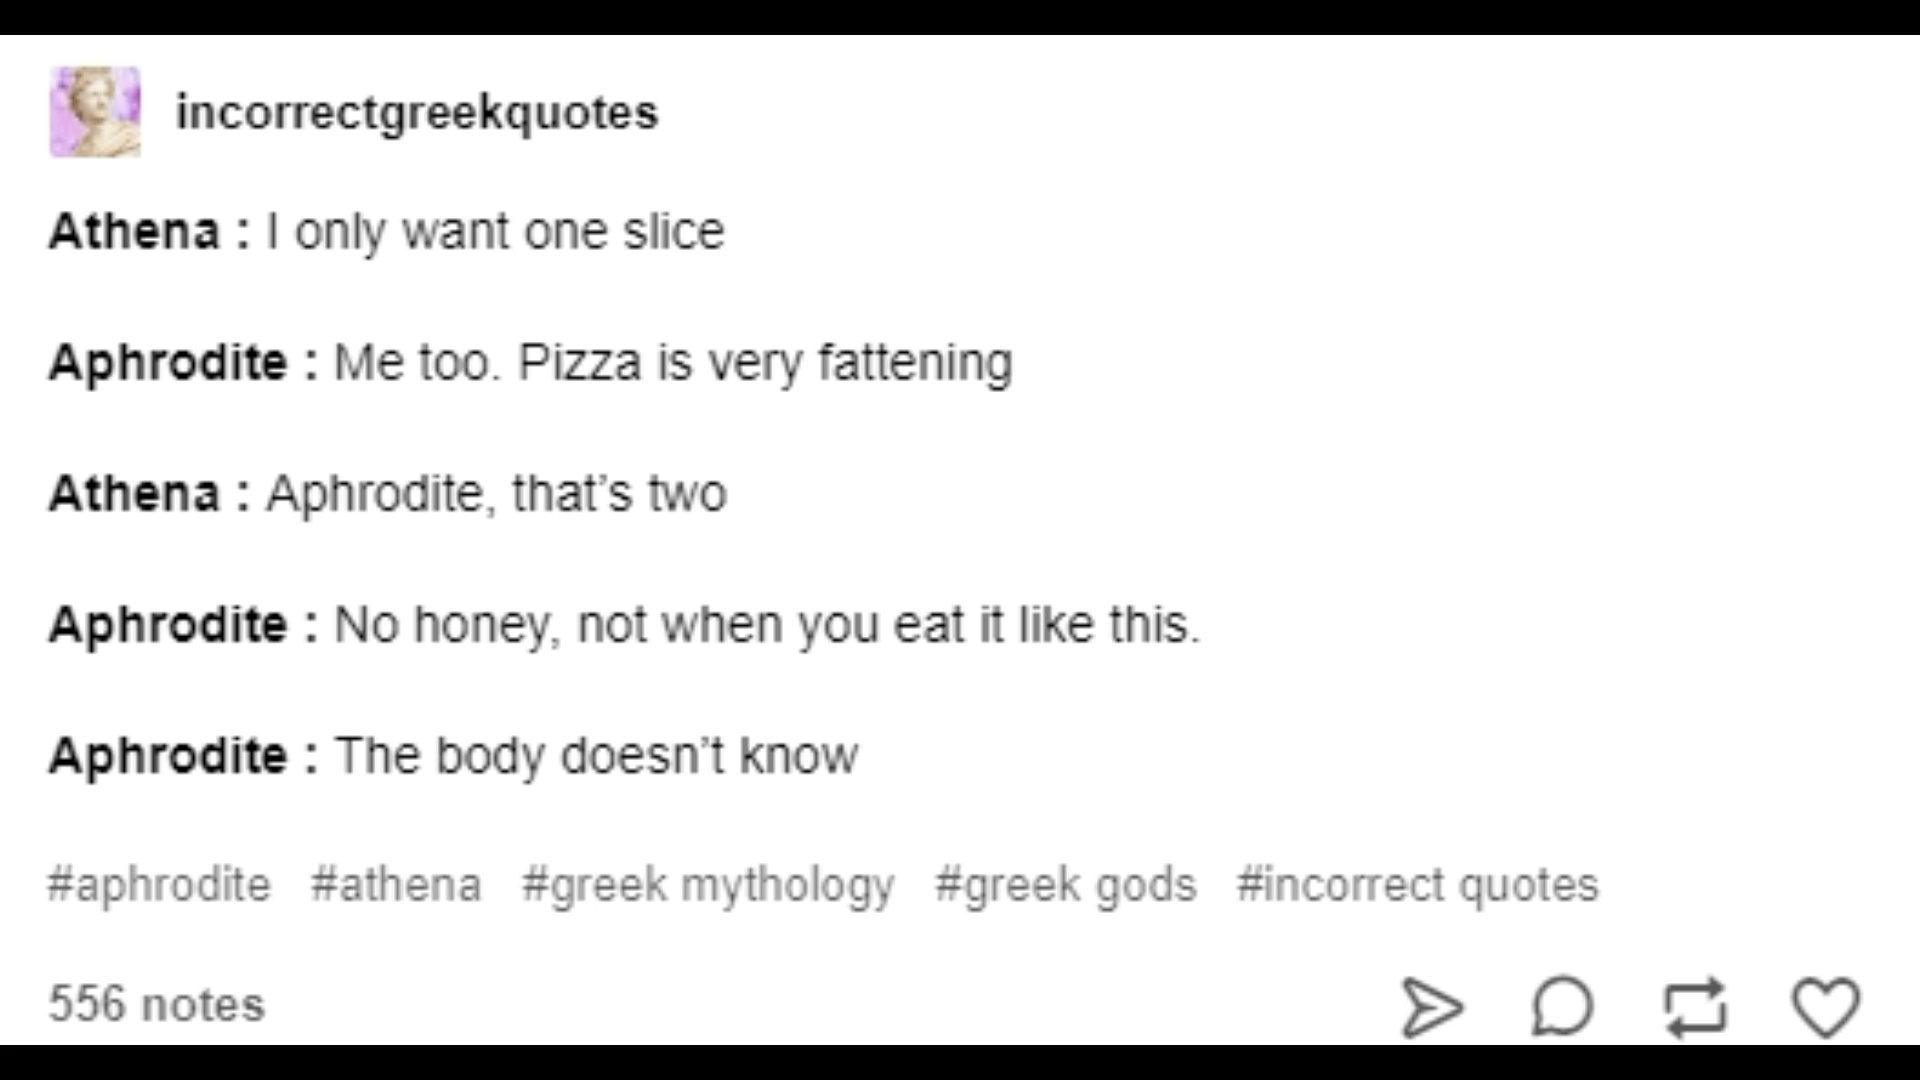 incorrectgreekquotes
Athena : I only want one slice
Aphrodite : Me too. Pizza is very fattening
Athena : Aphrodite, that’s two
Aphrodite : No honey, not when you eat it like this.
Aphrodite : The body doesn’t know
#aphrodite #athena #greek mythology #greek gods #incorrect quotes
556 notes